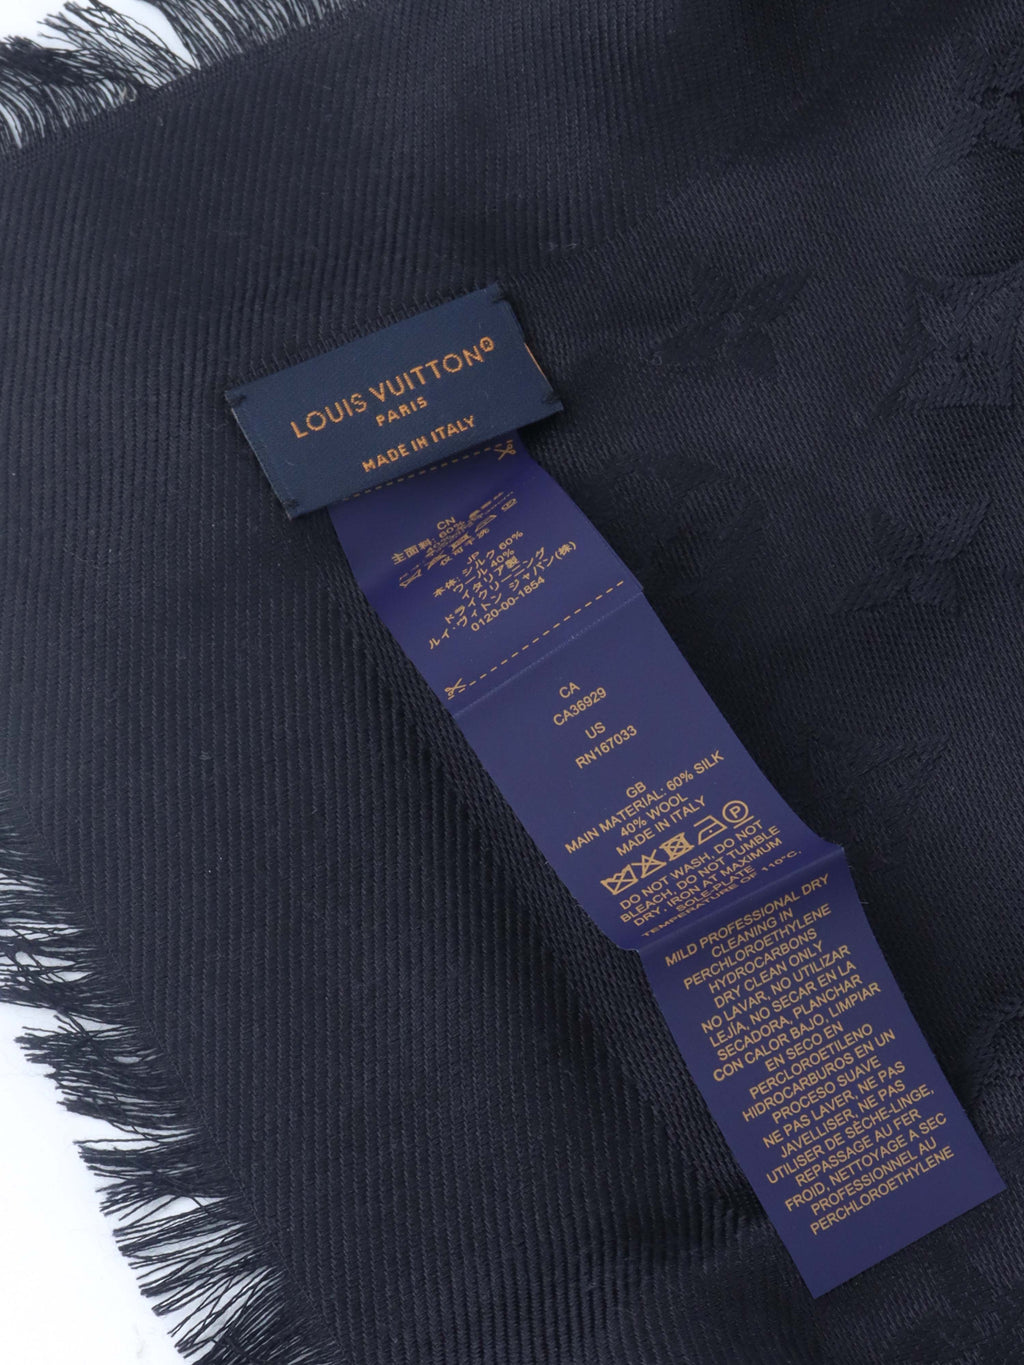 LOUIS VUITTON®
PARIS
MADE IN ITALY
CN
主面料: 60%
JP
本体: シルク 60%
ウール 40%
イタリア製
ドライクリーニング
ルイ・ヴィトン ジャパン(株)
0120-00-1854
CA
CA36929
US
RN167033
GB
MAIN MATERIAL: 60% SILK
40% WOOL
MADE IN ITALY
P
DO NOT WASH, DO NOT
BLEACH, DO NOT TUMBLE
DRY, IRON AT MAXIMUM
SOLE-PLATE
TEMPERATURE OF 110°C,
MILD PROFESSIONAL DRY
CLEANING IN
PERCHLOROETHYLENE
HYDROCARBONS
DRY CLEAN ONLY
NO LAVAR, NO UTILIZAR
LEJÍA, NO SECAR EN LA
SECADORA, PLANCHAR
CON CALOR BAJO, LIMPIAR
EN SECO EN
PERCLOROETILENO
HIDROCARBUROS EN UN
PROCESO SUAVE
NE PAS LAVER, NE PAS
JAVELLISER, NE PAS
UTILISER DE SÈCHE-LINGE,
REPASSAGE AU FER
FROID, NETTOYAGE A SEC
PROFESSIONNEL AU
PERCHLOROETHYLENE